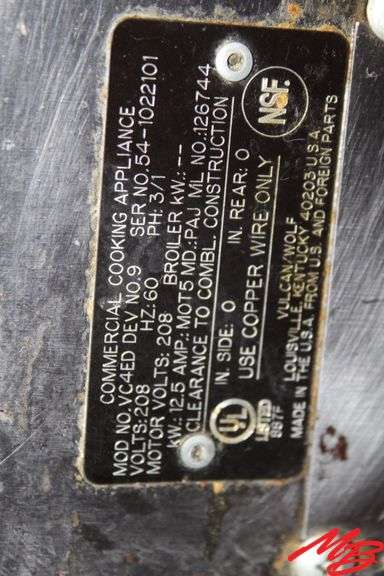 COMMERCIAL COOKING APPLIANCE
MOD NO. VC4ED DEV NO. 9 SER NO. 54-1022101
VOLTS: 208 HZ: 60 PH: 3/1
MOTOR VOLTS: 208 BROILER kW.: --
kW.: 12.5 AMP.: MOT5 MD.: PAJ ML NO.: 126744
CLEARANCE TO COMBL. CONSTRUCTION
IN. SIDE: 0 IN. REAR: 0
USE COPPER WIRE ONLY
UL
LISTED
NSF.
VULCAN/WOLF
LOUISVILLE, KENTUCKY 40203 U.S.A.
MADE IN THE U.S.A. FROM U.S. AND FOREIGN PARTS
MB